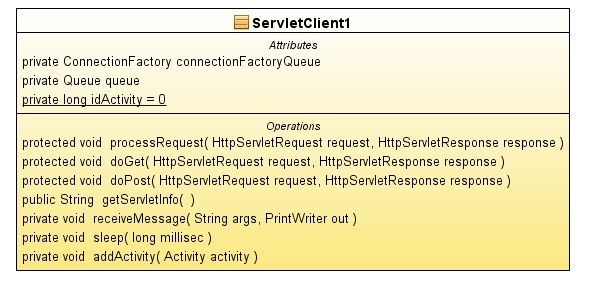 ServletClient1
Attributes
private ConnectionFactory connectionFactoryQueue
private Queue queue
private long idActivity = 0
Operations
protected void processRequest( HttpServletRequest request, HttpServletResponse response )
protected void doGet( HttpServletRequest request, HttpServletResponse response )
protected void doPost( HttpServletRequest request, HttpServletResponse response )
public String getServletInfo( )
private void receiveMessage( String args, PrintWriter out )
private void sleep( long millisec )
private void addActivity( Activity activity )